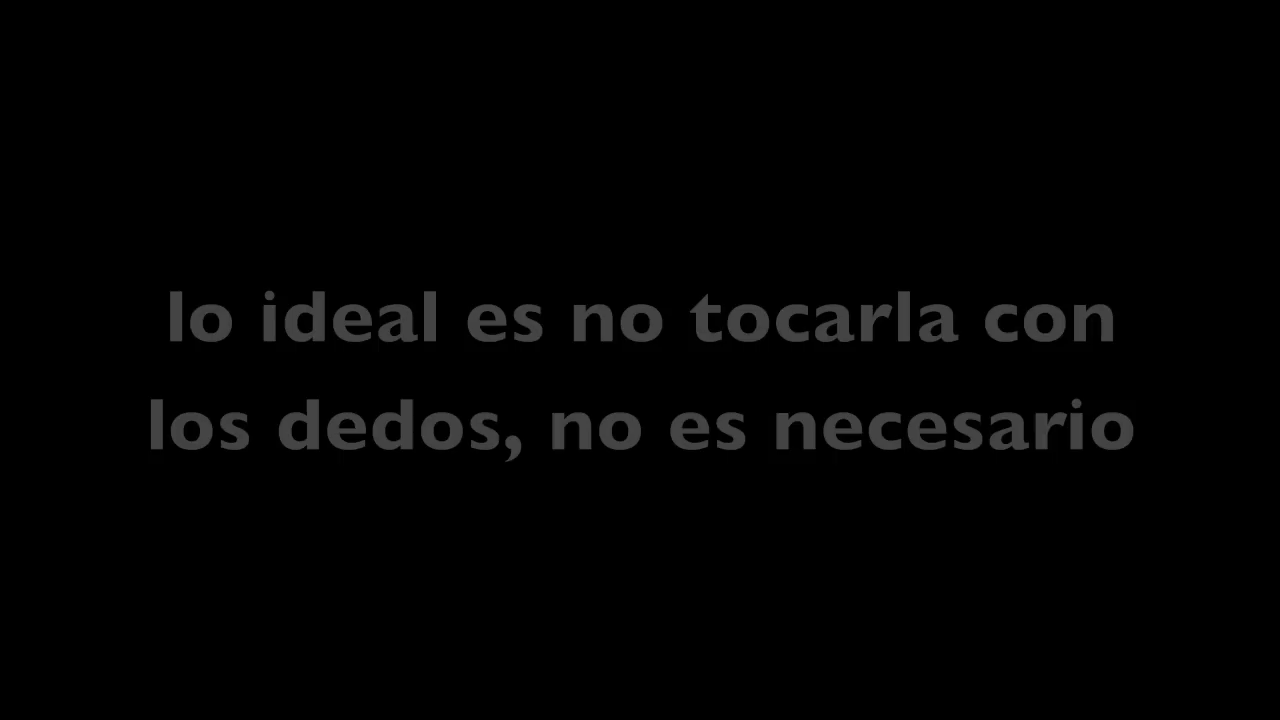 lo ideal es no tocarla con
los dedos, no es necesario